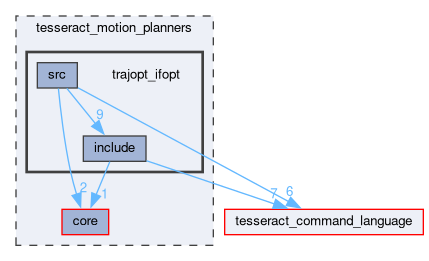 tesseract_motion_planners
src
trajopt_ifopt
9
include
2
1
7
6
core
tesseract_command_language